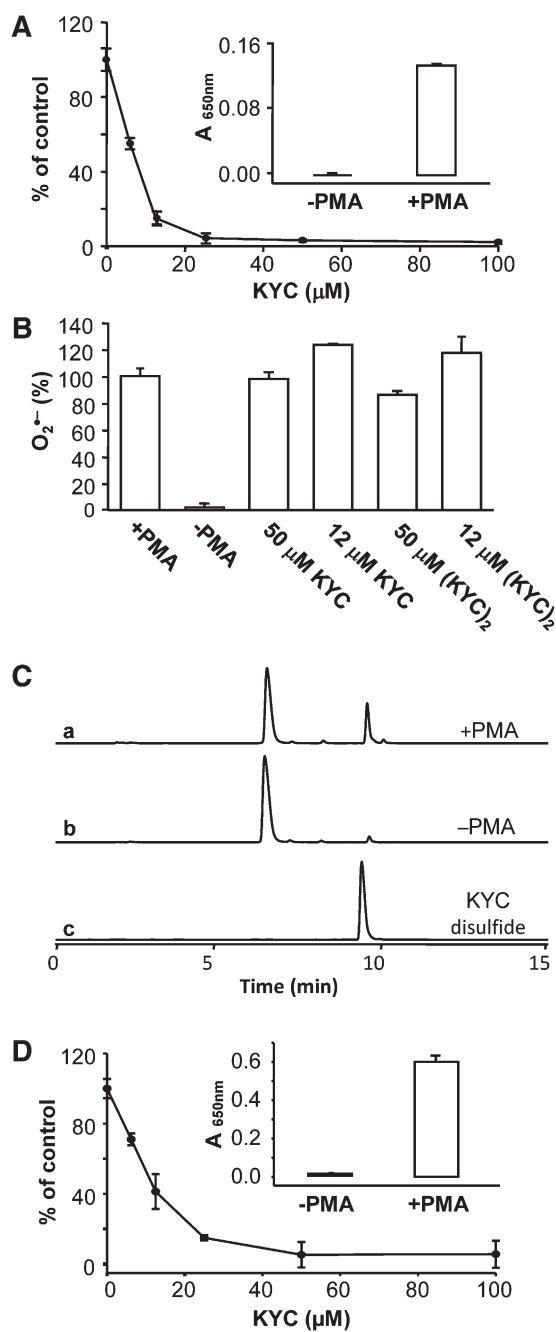 A
120
80
40
0
% of control
0 20 40 60 80 100
KYC (μM)
0.16
0.08
0.00
A 650nm
-PMA +PMA
B
140
120
100
80
60
40
20
0
O2•– (%)
+PMA
-PMA
50 μM KYC
12 μM KYC
50 μM (KYC)2
12 μM (KYC)2
C
a +PMA
b –PMA
c KYC
disulfide
0 5 10 15
Time (min)
D
120
80
40
0
% of control
0 20 40 60 80 100
KYC (μM)
0.6
0.4
0.2
0.0
A 650nm
-PMA +PMA